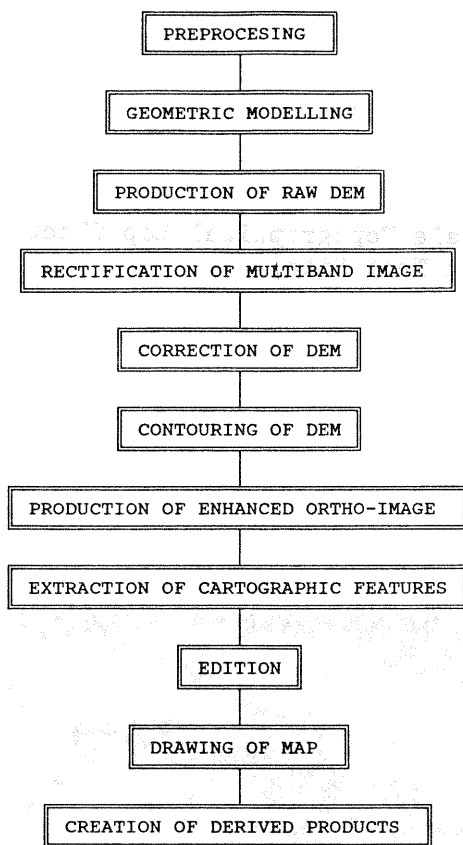 PREPROCESING
GEOMETRIC MODELLING
PRODUCTION OF RAW DEM
RECTIFICATION OF MULTIBAND IMAGE
CORRECTION OF DEM
CONTOURING OF DEM
PRODUCTION OF ENHANCED ORTHO-IMAGE
EXTRACTION OF CARTOGRAPHIC FEATURES
EDITION
DRAWING OF MAP
CREATION OF DERIVED PRODUCTS